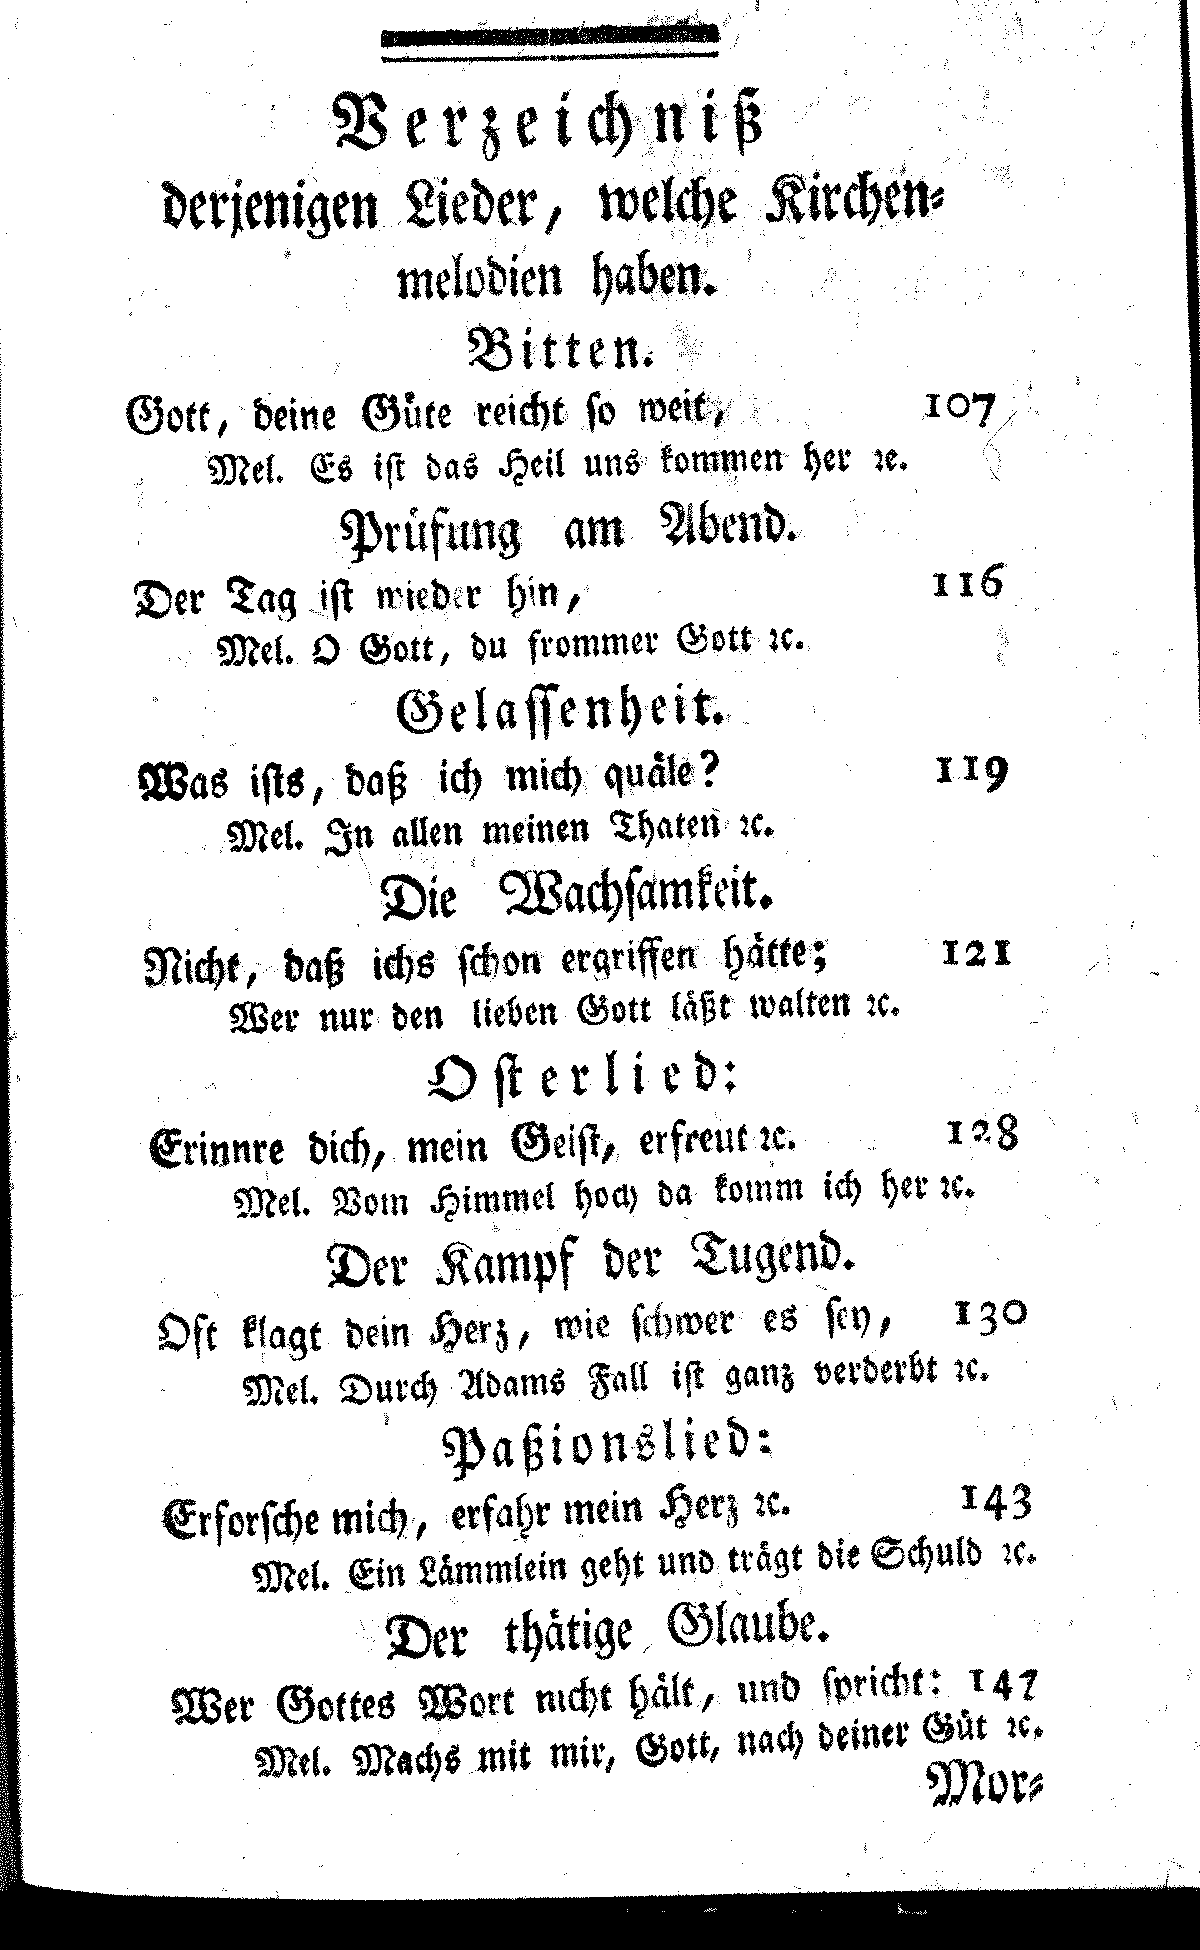 Verzeichniß
derjenigen Lieder, welche Kirchen-
melodien haben.
Bitten.
Gott, deine Güte reicht so weit, 107
Mel. Es ist das Heil uns kommen her ꝛc.
Prüfung am Abend.
Der Tag ist wieder hin, 116
Mel. O Gott, du frommer Gott ꝛc.
Gelassenheit.
Was ists, daß ich mich quäle? 119
Mel. In allen meinen Thaten ꝛc.
Die Wachsamkeit.
Nicht, daß ichs schon ergriffen hätte; 121
Wer nur den lieben Gott läßt walten ꝛc.
Osterlied:
Erinnre dich, mein Geist, erfreut ꝛc. 128
Mel. Vom Himmel hoch da komm ich her ꝛc.
Der Kampf der Tugend.
Oft klagt dein Herz, wie schwer es sey, 130
Mel. Durch Adams Fall ist ganz verderbt ꝛc.
Paßionslied:
Erforsche mich, erfahr mein Herz ꝛc. 143
Mel. Ein Lämmlein geht und trägt die Schuld ꝛc.
Der thätige Glaube.
Wer Gottes Wort nicht hält, und spricht: 147
Mel. Machs mit mir, Gott, nach deiner Güt ꝛc.
Mor-